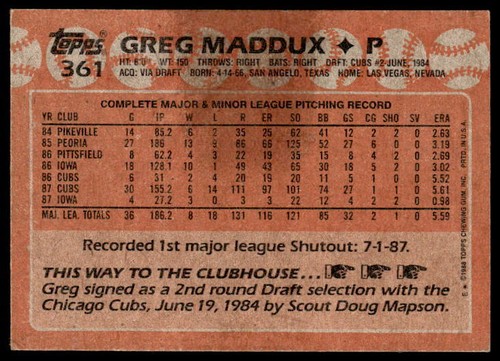 Topps GREG MADDUX ✦ P
361 HT: 6'0 WT: 150 THROWS: RIGHT BATS: RIGHT DRAFT: CUBS #2-JUNE, 1984
ACQ: VIA DRAFT BORN: 4-14-66, SAN ANGELO, TEXAS HOME: LAS VEGAS, NEVADA
COMPLETE MAJOR & MINOR LEAGUE PITCHING RECORD
YR CLUB G IP W L R ER SO BB GS CG SHO SV ERA
84 PIKEVILLE 14 85.2 6 2 35 25 62 41 12 2 2 0 2.63
85 PEORIA 27 186 13 9 86 66 125 52 27 6 0 0 3.19
86 PITTSFIELD 8 62.2 4 3 22 19 35 15 8 2 0 2.69
86 IOWA 18 128.1 10 1 49 43 65 30 18 6 2 0 3.02
86 CUBS 6 31 2 4 20 19 20 11 5 1 0 0 5.52
87 CUBS 30 155.2 6 14 111 97 101 74 27 1 1 0 5.61
87 IOWA 4 27.2 3 0 3 3 22 12 4 2 0 0.98
MAJ. LEA. TOTALS 36 186.2 8 18 131 116 121 85 32 2 1 0 5.59
Recorded 1st major league Shutout: 7-1-87.
THIS WAY TO THE CLUBHOUSE...
Greg signed as a 2nd round Draft selection with the
Chicago Cubs, June 19, 1984 by Scout Doug Mapson.
E ★ ©1988 TOPPS CHEWING GUM, INC. PRTD. IN U.S.A.